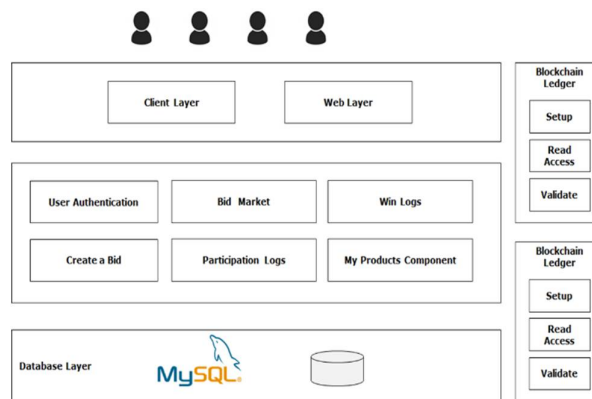 Client Layer
Web Layer
User Authentication
Bid Market
Win Logs
Create a Bid
Participation Logs
My Products Component
Database Layer
MySQL®
Blockchain
Ledger
Setup
Read
Access
Validate
Blockchain
Ledger
Setup
Read
Access
Validate